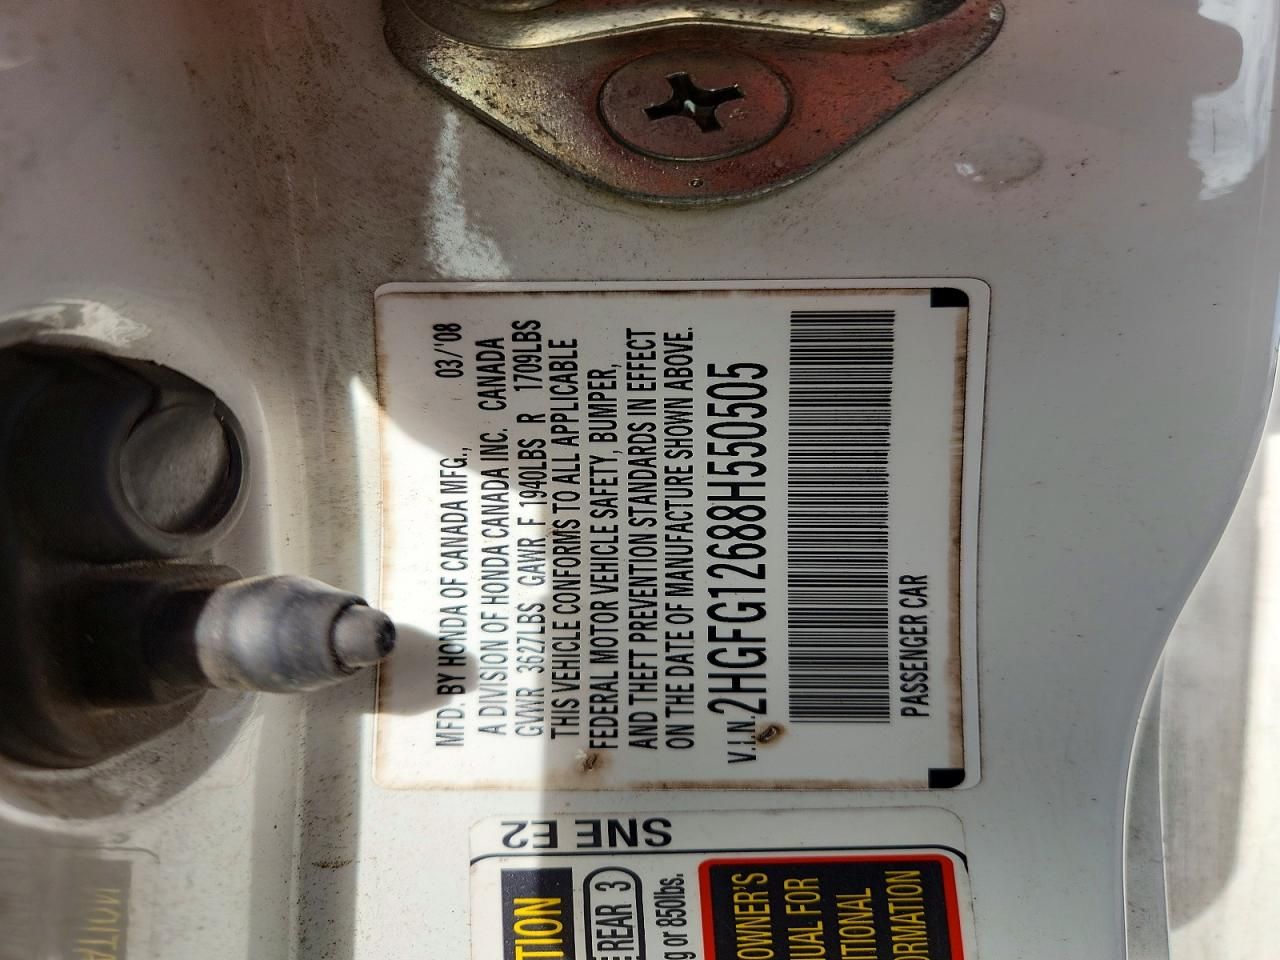 MFD. BY HONDA OF CANADA MFG., 03/'08
A DIVISION OF HONDA CANADA INC. CANADA
GVWR 3627LBS GAWR F 1940LBS R 1709LBS
THIS VEHICLE CONFORMS TO ALL APPLICABLE
FEDERAL MOTOR VEHICLE SAFETY, BUMPER,
AND THEFT PREVENTION STANDARDS IN EFFECT
ON THE DATE OF MANUFACTURE SHOWN ABOVE.
V.I.N. 2HGFG12688H550505
PASSENGER CAR
SNE E2
TION
REAR 3
g or 850lbs.
OWNER'S
UAL FOR
ITIONAL
ORMATION